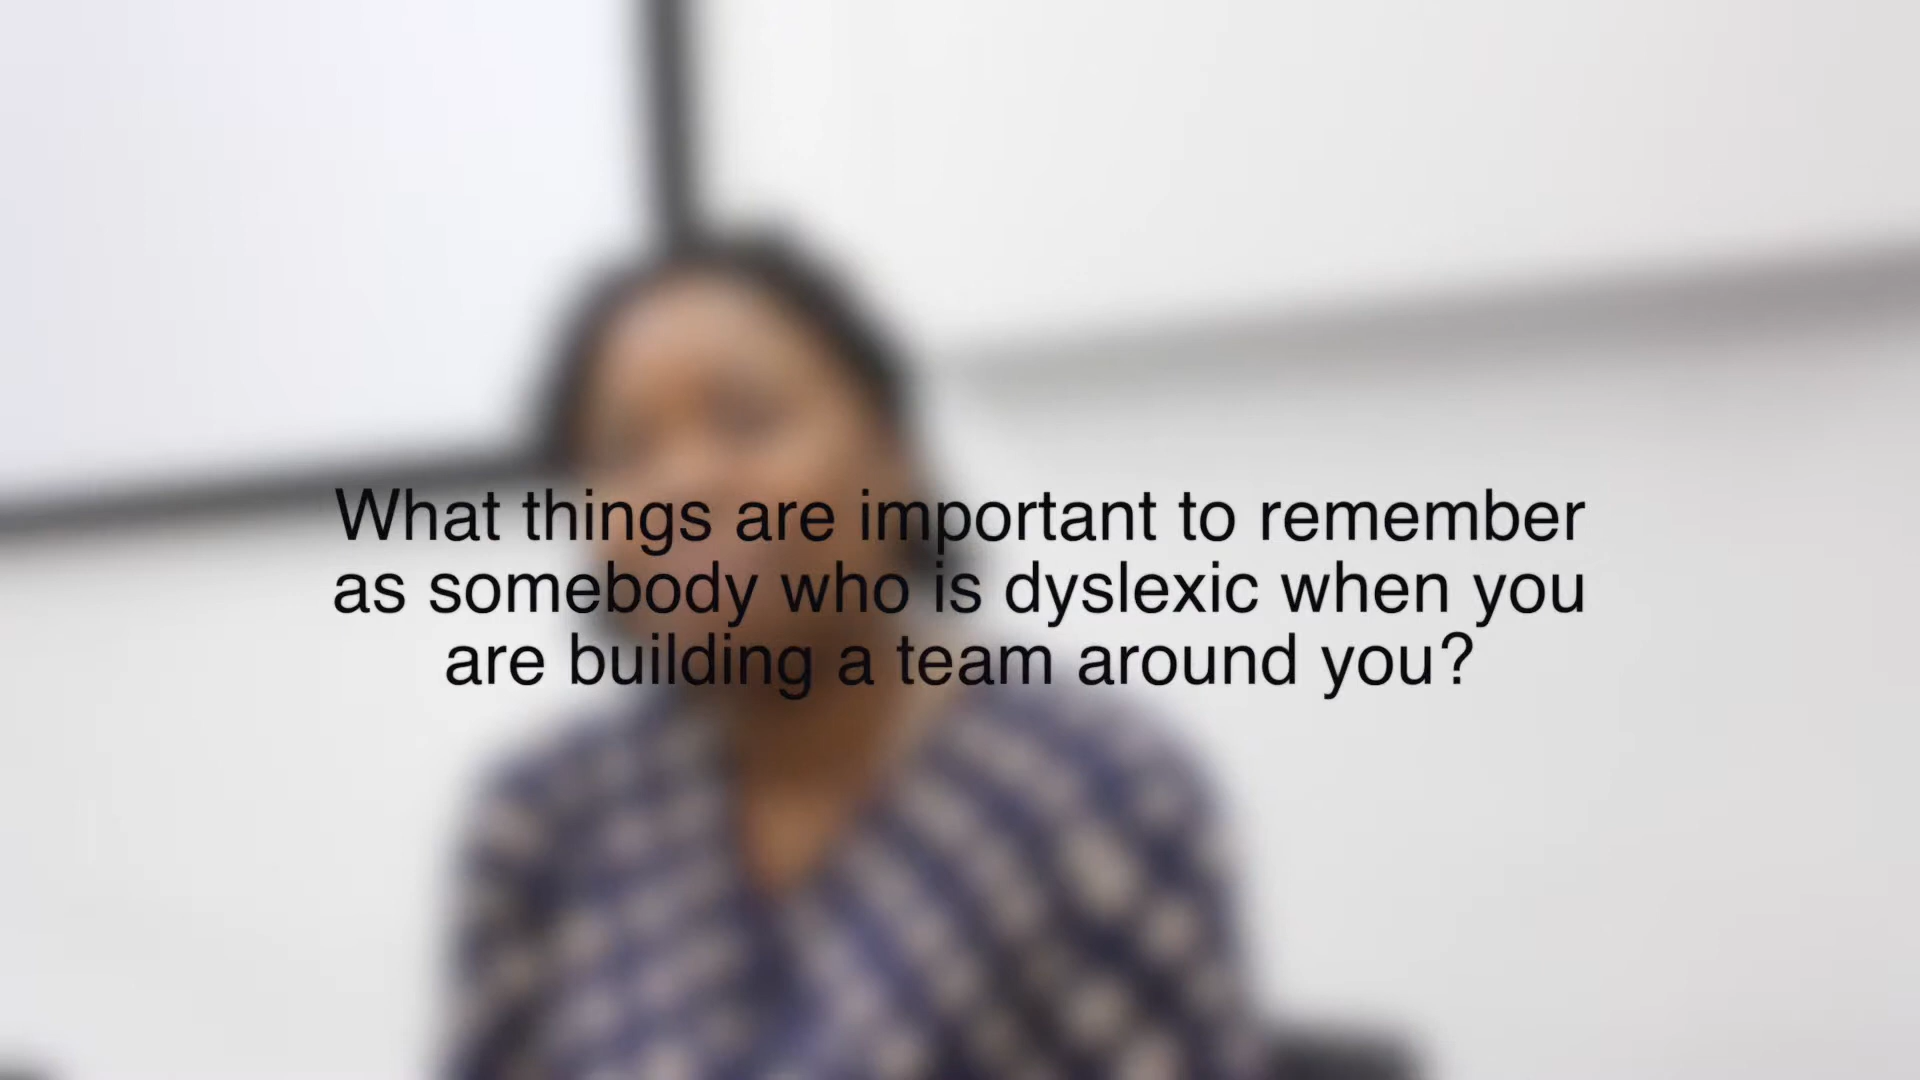 What things are important to remember
as somebody who is dyslexic when you
are building a team around you?